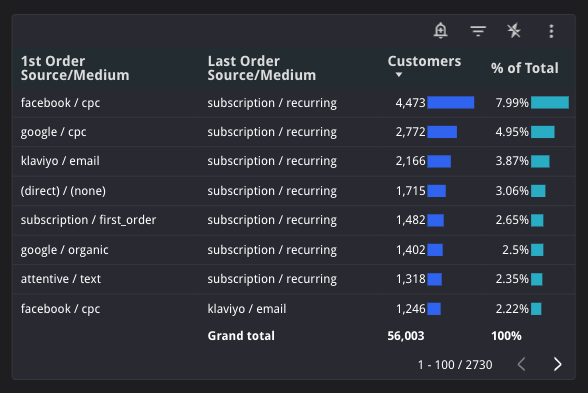 1st Order Source/Medium Last Order Source/Medium Customers % of Total
facebook / cpc subscription / recurring 4,473 7.99%
google / cpc subscription / recurring 2,772 4.95%
klaviyo / email subscription / recurring 2,166 3.87%
(direct) / (none) subscription / recurring 1,715 3.06%
subscription / first_order subscription / recurring 1,482 2.65%
google / organic subscription / recurring 1,402 2.5%
attentive / text subscription / recurring 1,318 2.35%
facebook / cpc klaviyo / email 1,246 2.22%
Grand total 56,003 100%
1 - 100 / 2730